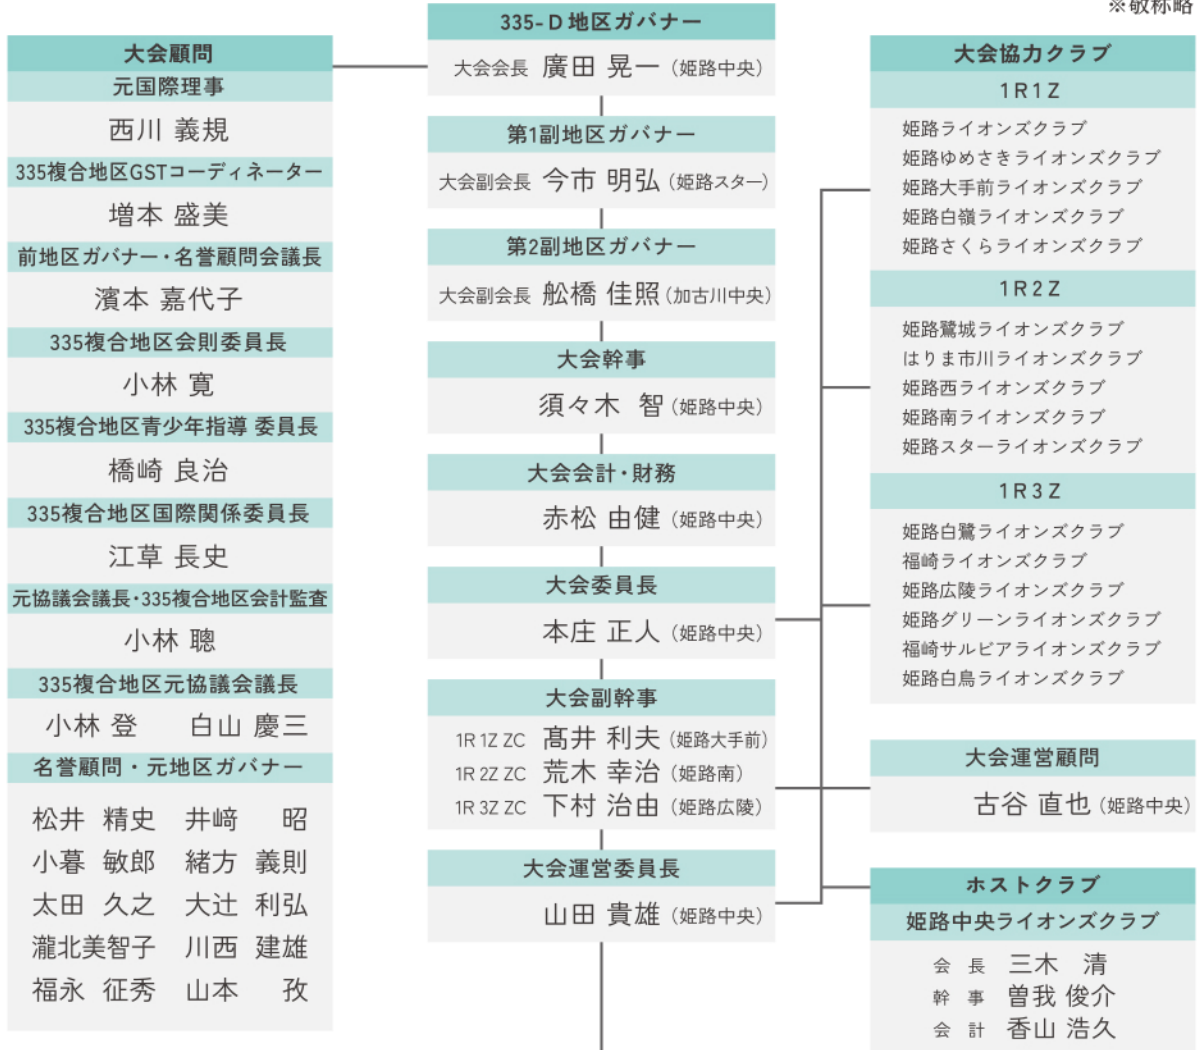 ※敬称略
大会顧問
元国際理事
西川 義規
335複合地区GSTコーディネーター
増本 盛美
前地区ガバナー・名誉顧問会議長
濱本 嘉代子
335複合地区会則委員長
小林 寛
335複合地区青少年指導 委員長
橋崎 良治
335複合地区国際関係委員長
江草 長史
元協議会議長・335複合地区会計監査
小林 聰
335複合地区元協議会議長
小林 登 白山 慶三
名誉顧問・元地区ガバナー
松井 精史 井﨑 昭
小暮 敏郎 緒方 義則
太田 久之 大辻 利弘
瀧北美智子 川西 建雄
福永 征秀 山本 孜
335-D地区ガバナー
大会会長 廣田 晃一（姫路中央）
第1副地区ガバナー
大会副会長 今市 明弘（姫路スター）
第2副地区ガバナー
大会副会長 舩橋 佳照（加古川中央）
大会幹事
須々木 智（姫路中央）
大会会計・財務
赤松 由健（姫路中央）
大会委員長
本庄 正人（姫路中央）
大会副幹事
1R 1Z ZC 髙井 利夫（姫路大手前）
1R 2Z ZC 荒木 幸治（姫路南）
1R 3Z ZC 下村 治由（姫路広陵）
大会運営委員長
山田 貴雄（姫路中央）
大会協力クラブ
1R1Z
姫路ライオンズクラブ
姫路ゆめさきライオンズクラブ
姫路大手前ライオンズクラブ
姫路白嶺ライオンズクラブ
姫路さくらライオンズクラブ
1R2Z
姫路鷺城ライオンズクラブ
はりま市川ライオンズクラブ
姫路西ライオンズクラブ
姫路南ライオンズクラブ
姫路スターライオンズクラブ
1R3Z
姫路白鷺ライオンズクラブ
福崎ライオンズクラブ
姫路広陵ライオンズクラブ
姫路グリーンライオンズクラブ
福崎サルビアライオンズクラブ
姫路白鳥ライオンズクラブ
大会運営顧問
古谷 直也（姫路中央）
ホストクラブ
姫路中央ライオンズクラブ
会 長 三木 清
幹 事 曽我 俊介
会 計 香山 浩久